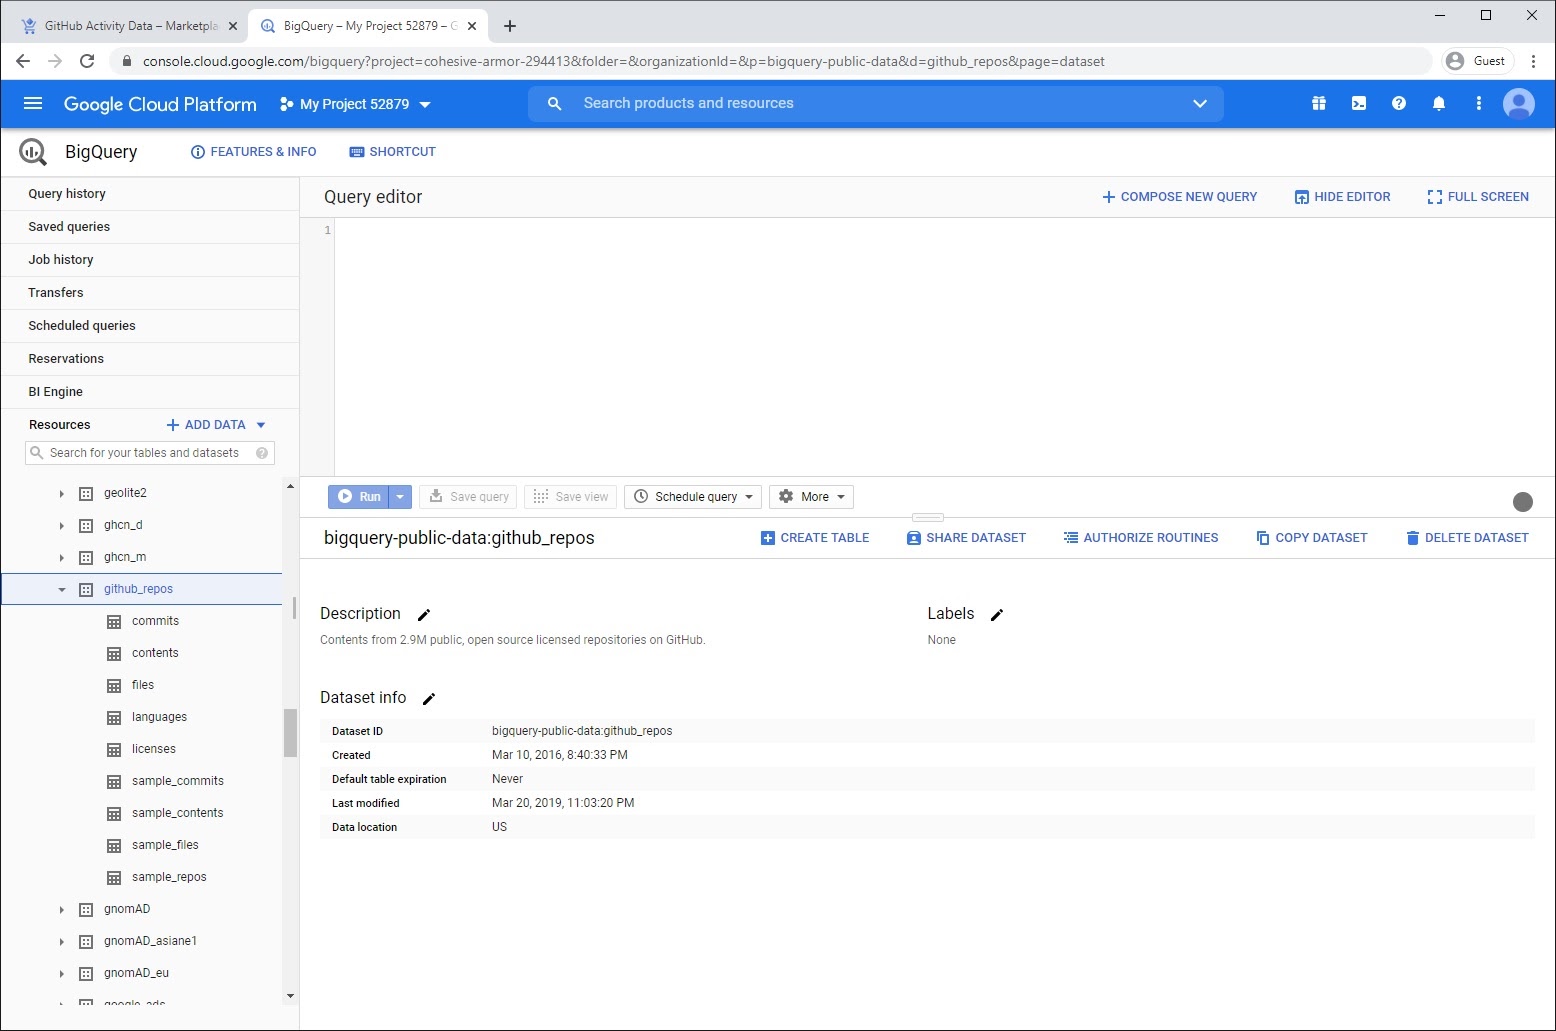 GitHub Activity Data – Marketpla
BigQuery – My Project 52879 – G
console.cloud.google.com/bigquery?project=cohesive-armor-294413&folder=&organizationId=&p=bigquery-public-data&d=github_repos&page=dataset
Guest
Google Cloud Platform
My Project 52879
Search products and resources
BigQuery
FEATURES & INFO
SHORTCUT
Query history
Saved queries
Job history
Transfers
Scheduled queries
Reservations
BI Engine
Resources
ADD DATA
Search for your tables and datasets
geolite2
ghcn_d
ghcn_m
github_repos
commits
contents
files
languages
licenses
sample_commits
sample_contents
sample_files
sample_repos
gnomAD
gnomAD_asiane1
gnomAD_eu
google_ads
Query editor
COMPOSE NEW QUERY
HIDE EDITOR
FULL SCREEN
1
Run
Save query
Save view
Schedule query
More
bigquery-public-data:github_repos
CREATE TABLE
SHARE DATASET
AUTHORIZE ROUTINES
COPY DATASET
DELETE DATASET
Description
Contents from 2.9M public, open source licensed repositories on GitHub.
Labels
None
Dataset info
Dataset ID bigquery-public-data:github_repos
Created Mar 10, 2016, 8:40:33 PM
Default table expiration Never
Last modified Mar 20, 2019, 11:03:20 PM
Data location US